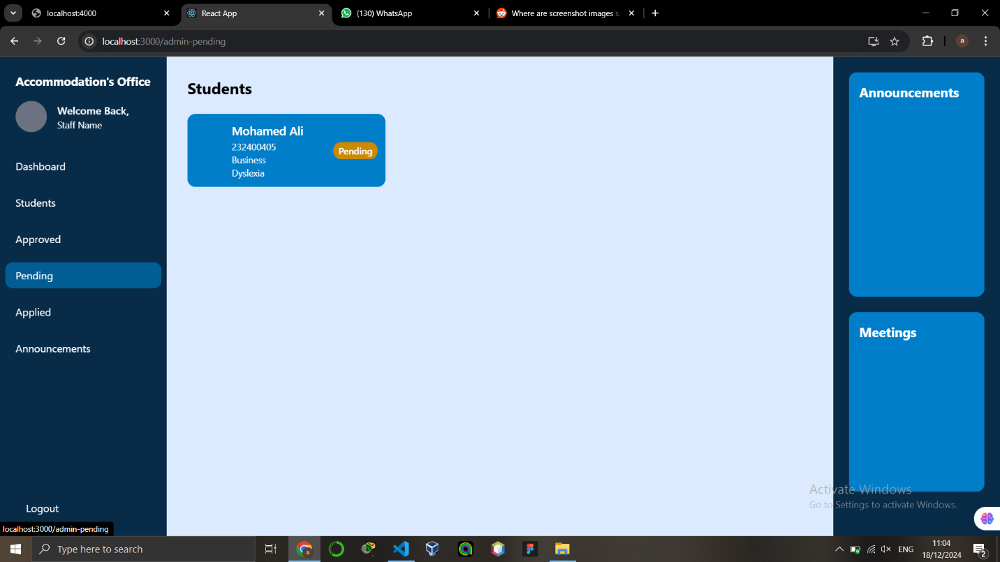 localhost:4000
React App
(130) WhatsApp
Where are screenshot images s
localhost:3000/admin-pending
a
Accommodation's Office
Welcome Back,
Staff Name
Dashboard
Students
Approved
Pending
Applied
Announcements
Logout
localhost:3000/admin-pending
Students
Mohamed Ali
232400405
Business
Dyslexia
Pending
Announcements
Meetings
Activate Windows
Go to Settings to activate Windows.
Type here to search
a
ENG
11:04
18/12/2024
2